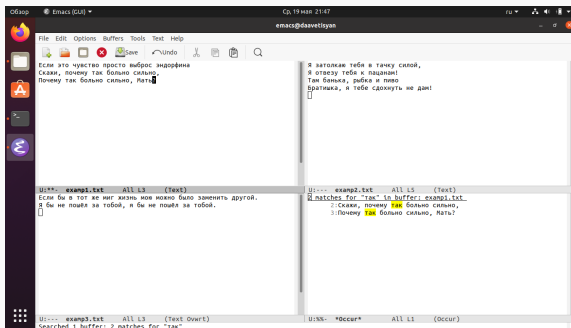 Обзор Emacs (GUI) Ср, 19 мая 21:47 ru
emacs@daavetisyan
File Edit Options Buffers Tools Text Help
Save Undo
Если это чувство просто выброс эндорфина
Скажи, почему так больно сильно,
Почему так больно сильно, Мать?
U:**- examp1.txt All L3 (Text)
Я затолкаю тебя в тачку силой,
Я отвезу тебя к пацанам!
Там банька, рыбка и пиво
Братишка, я тебе сдохнуть не дам!
U:--- examp2.txt All L5 (Text)
Если бы в тот же миг жизнь моя можно было заменить другой.
Я бы не пошёл за тобой, я бы не пошёл за тобой.
U:--- examp3.txt All L3 (Text Ovwrt)
2 matches for "так" in buffer: examp1.txt
2:Скажи, почему так больно сильно,
3:Почему так больно сильно, Мать?
U:%%- *Occur* All L1 (Occur)
Searched 1 buffer; 2 matches for "так"